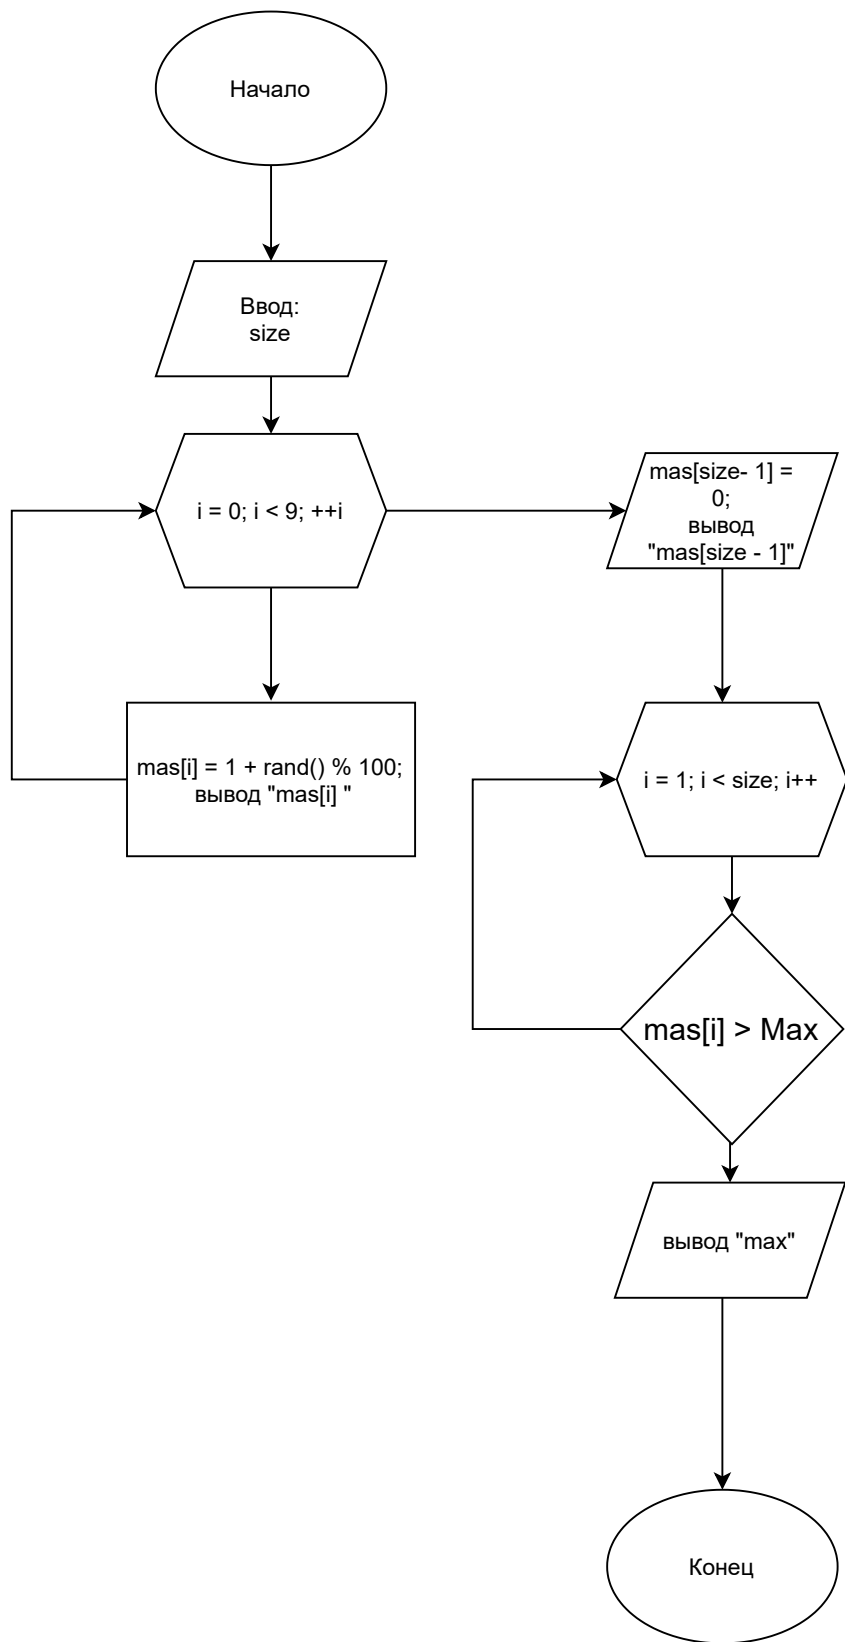 Начало
Ввод:
size
i = 0; i < 9; ++i
mas[i] = 1 + rand() % 100;
вывод "mas[i] "
mas[size- 1] =
0;
вывод
"mas[size - 1]"
i = 1; i < size; i++
mas[i] > Max
вывод "max"
Конец